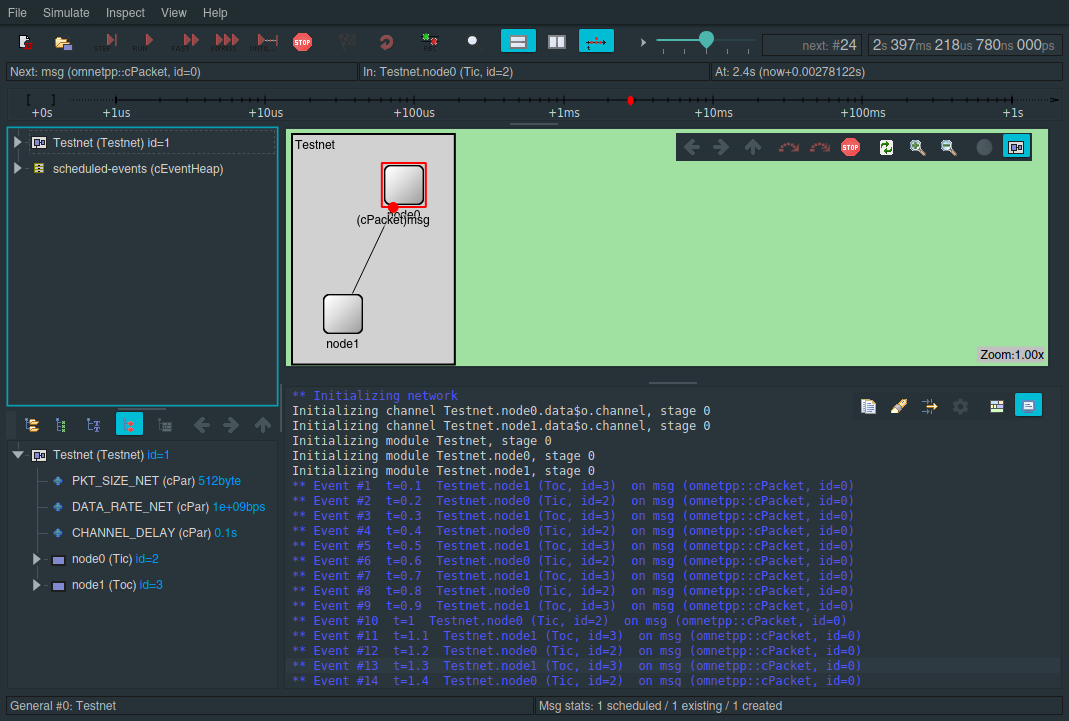 File Simulate Inspect View Help
STEP RUN FAST EXPRESS UNTIL... STOP REC
next: #24 2s 397ms 218us 780ns 000ps
Next: msg (omnetpp::cPacket, id=0) In: Testnet.node0 (Tic, id=2) At: 2.4s (now+0.00278122s)
+0s +1us +10us +100us +1ms +10ms +100ms +1s
Testnet (Testnet) id=1
scheduled-events (cEventHeap)
Testnet
STOP
node0
(cPacket)msg
node1
Zoom:1.00x
Testnet (Testnet) id=1
PKT_SIZE_NET (cPar) 512byte
DATA_RATE_NET (cPar) 1e+09bps
CHANNEL_DELAY (cPar) 0.1s
node0 (Tic) id=2
node1 (Toc) id=3
** Initializing network
Initializing channel Testnet.node0.data$o.channel, stage 0
Initializing channel Testnet.node1.data$o.channel, stage 0
Initializing module Testnet, stage 0
Initializing module Testnet.node0, stage 0
Initializing module Testnet.node1, stage 0
** Event #1 t=0.1 Testnet.node1 (Toc, id=3) on msg (omnetpp::cPacket, id=0)
** Event #2 t=0.2 Testnet.node0 (Tic, id=2) on msg (omnetpp::cPacket, id=0)
** Event #3 t=0.3 Testnet.node1 (Toc, id=3) on msg (omnetpp::cPacket, id=0)
** Event #4 t=0.4 Testnet.node0 (Tic, id=2) on msg (omnetpp::cPacket, id=0)
** Event #5 t=0.5 Testnet.node1 (Toc, id=3) on msg (omnetpp::cPacket, id=0)
** Event #6 t=0.6 Testnet.node0 (Tic, id=2) on msg (omnetpp::cPacket, id=0)
** Event #7 t=0.7 Testnet.node1 (Toc, id=3) on msg (omnetpp::cPacket, id=0)
** Event #8 t=0.8 Testnet.node0 (Tic, id=2) on msg (omnetpp::cPacket, id=0)
** Event #9 t=0.9 Testnet.node1 (Toc, id=3) on msg (omnetpp::cPacket, id=0)
** Event #10 t=1 Testnet.node0 (Tic, id=2) on msg (omnetpp::cPacket, id=0)
** Event #11 t=1.1 Testnet.node1 (Toc, id=3) on msg (omnetpp::cPacket, id=0)
** Event #12 t=1.2 Testnet.node0 (Tic, id=2) on msg (omnetpp::cPacket, id=0)
** Event #13 t=1.3 Testnet.node1 (Toc, id=3) on msg (omnetpp::cPacket, id=0)
** Event #14 t=1.4 Testnet.node0 (Tic, id=2) on msg (omnetpp::cPacket, id=0)
General #0: Testnet Msg stats: 1 scheduled / 1 existing / 1 created